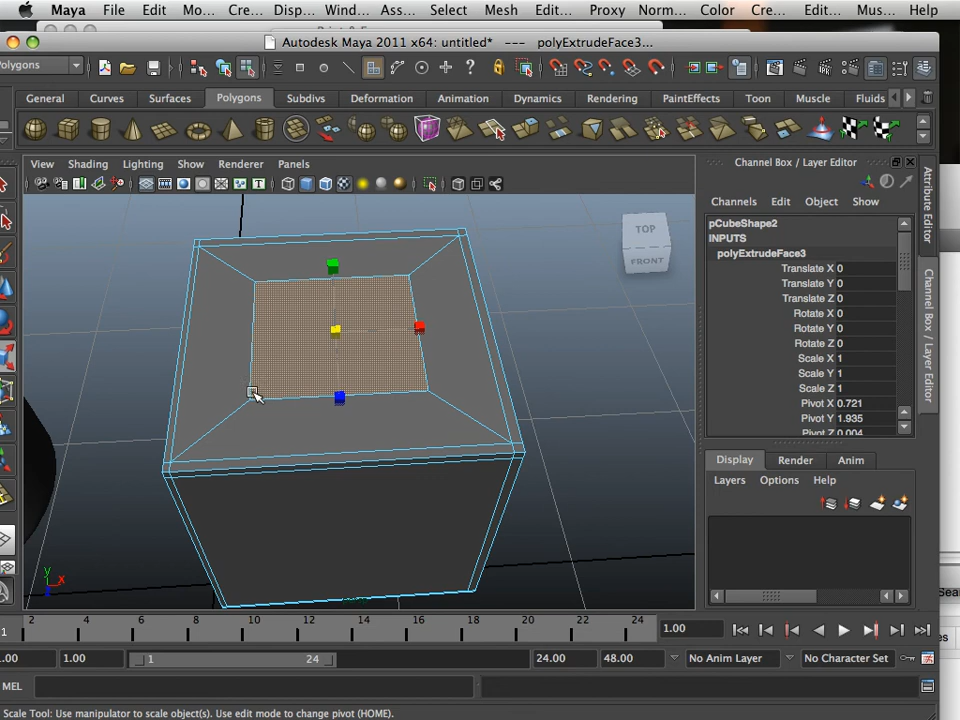 Maya File Edit Mo... Cre... Disp... Wind... Ass... Select Mesh Edit... Proxy Norm... Color Cre... Edit... Mus... Help
Autodesk Maya 2011 x64: untitled* --- polyExtrudeFace3...
Polygons
General Curves Surfaces Polygons Subdivs Deformation Animation Dynamics Rendering PaintEffects Toon Muscle Fluids
View Shading Lighting Show Renderer Panels
Channel Box / Layer Editor
Channels Edit Object Show
pCubeShape2
INPUTS
polyExtrudeFace3
Translate X 0
Translate Y 0
Translate Z 0
Rotate X 0
Rotate Y 0
Rotate Z 0
Scale X 1
Scale Y 1
Scale Z 1
Pivot X 0.721
Pivot Y 1.935
Pivot Z 0.004
Attribute Editor
Channel Box / Layer Editor
TOP
FRONT
Display Render Anim
Layers Options Help
y
x
2 4 6 8 10 12 14 16 18 20 22 24
1.00
1.00 1 24 24.00 48.00 No Anim Layer No Character Set
MEL
Scale Tool: Use manipulator to scale object(s). Use edit mode to change pivot (HOME).